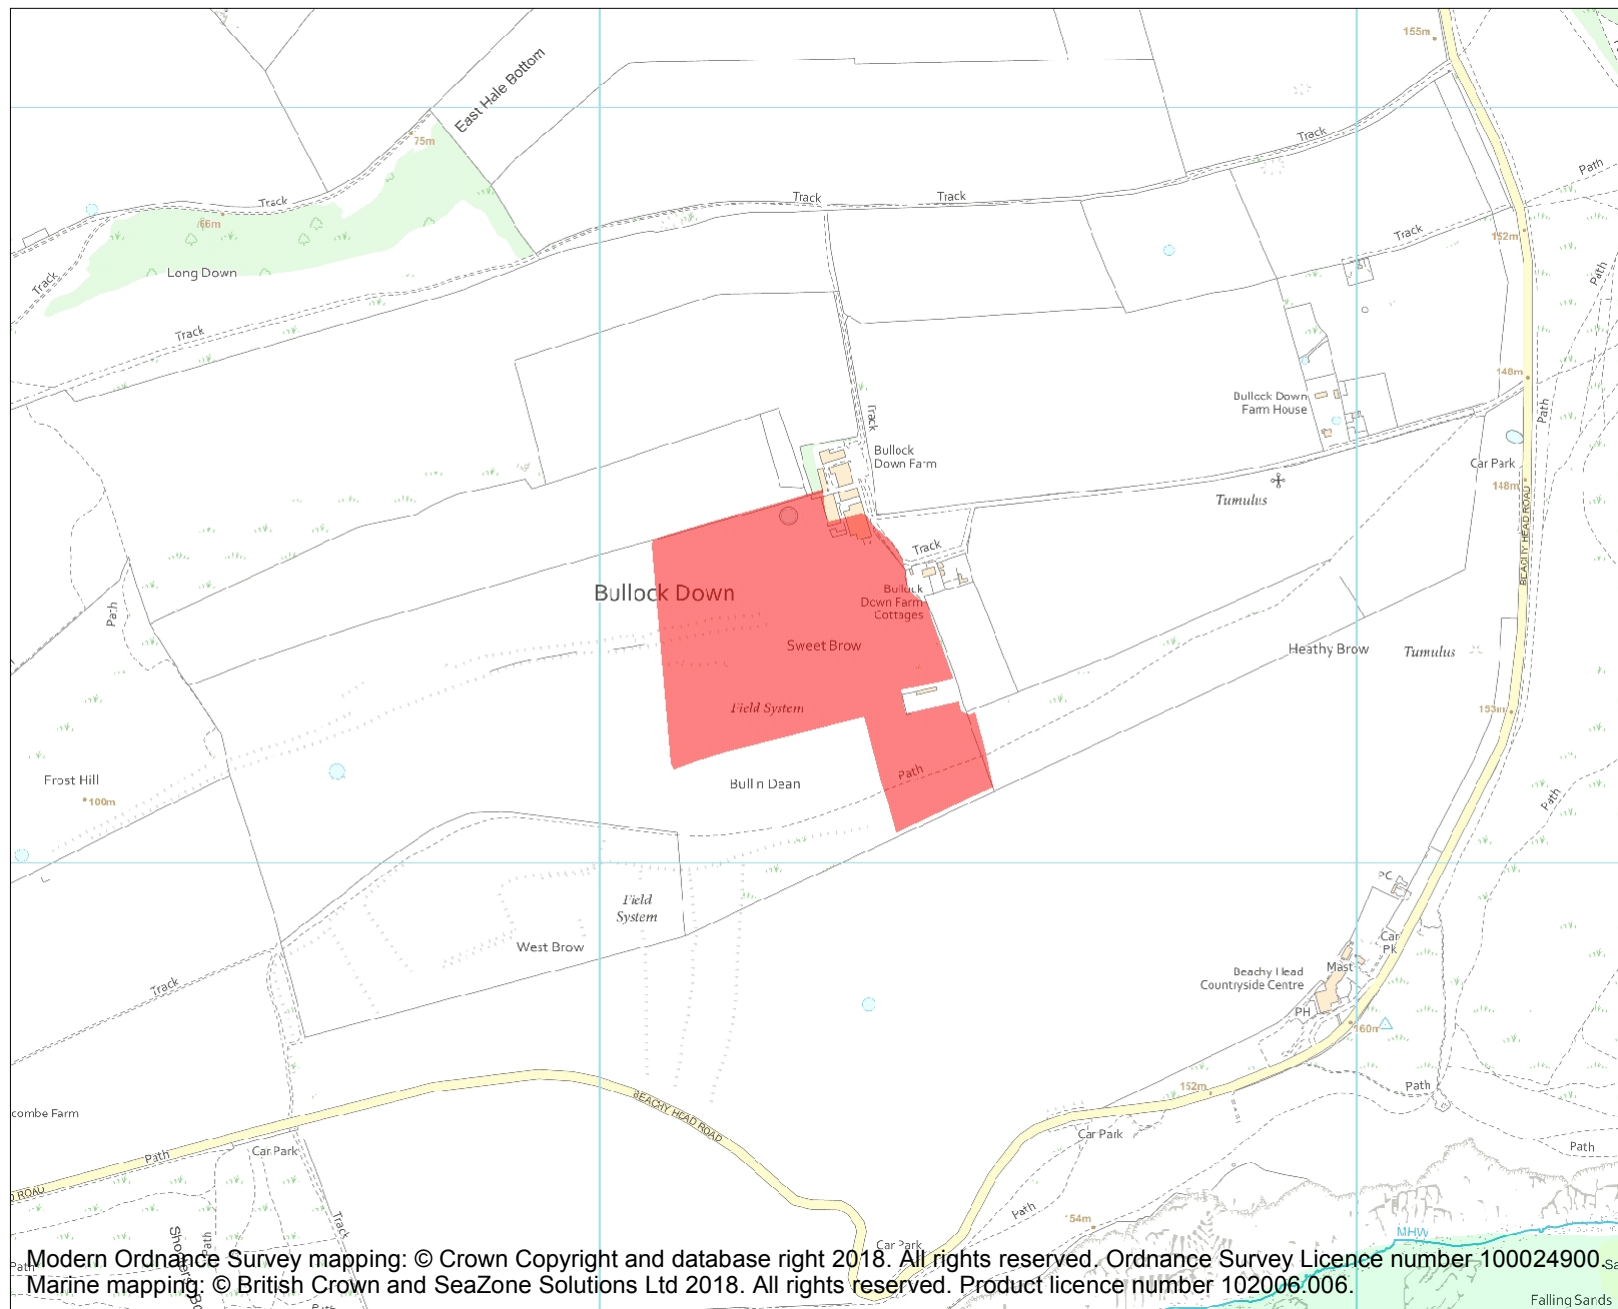 155m
East Hale Bottom
75m
Track
Path
Track
Track
Track
66m
Track
152m
Long Down
Track
Path
Track
148m
Bullock Down
Farm House
Path
Track
Bullock
Down Farm
Car Park
148m
Tumulus
BEACHY HEAD ROAD
Track
Bullock Down
Bullock
Down Farm
Cottages
Path
Sweet Brow
Heathy Brow
Tumulus
Field System
153m
Frost Hill
100m
Path
Path
Field
System
PC
West Brow
Car
PK
Mast
Beachy Head
Countryside Centre
Track
PH
160m
152m
Path
combe Farm
BEACHY HEAD ROAD
Car Park
Path
Car Park
Path
ROAD
Path
Path
Track
54m
MHW
Car Park
Modern Ordnance Survey mapping: © Crown Copyright and database right 2018. All rights reserved. Ordnance Survey Licence number 100024900.
Marine mapping: © British Crown and SeaZone Solutions Ltd 2018. All rights reserved. Product licence number 102006.006.
Path
Falling Sands